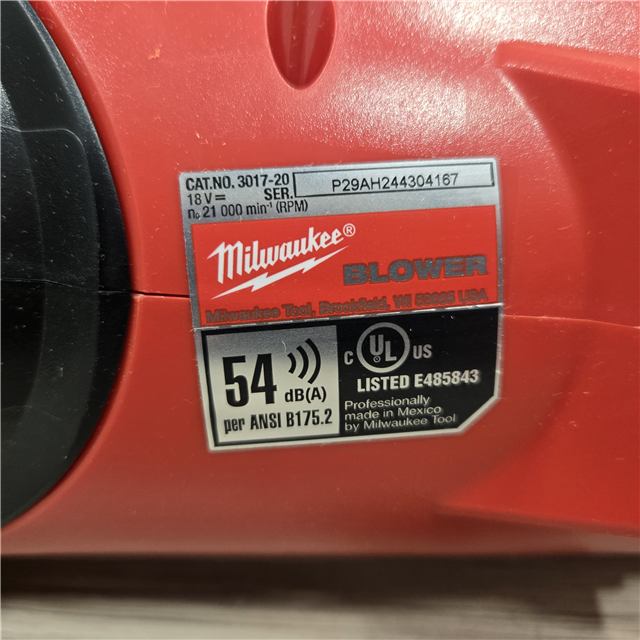 CAT.NO. 3017-20
18 V⎓ SER. P29AH244304167
n₀ 21 000 min⁻¹ (RPM)
Milwaukee®
BLOWER
Milwaukee Tool, Brookfield, WI 53005 USA
54 dB(A)
per ANSI B175.2
C UL US
LISTED E485843
Professionally
made in Mexico
by Milwaukee Tool